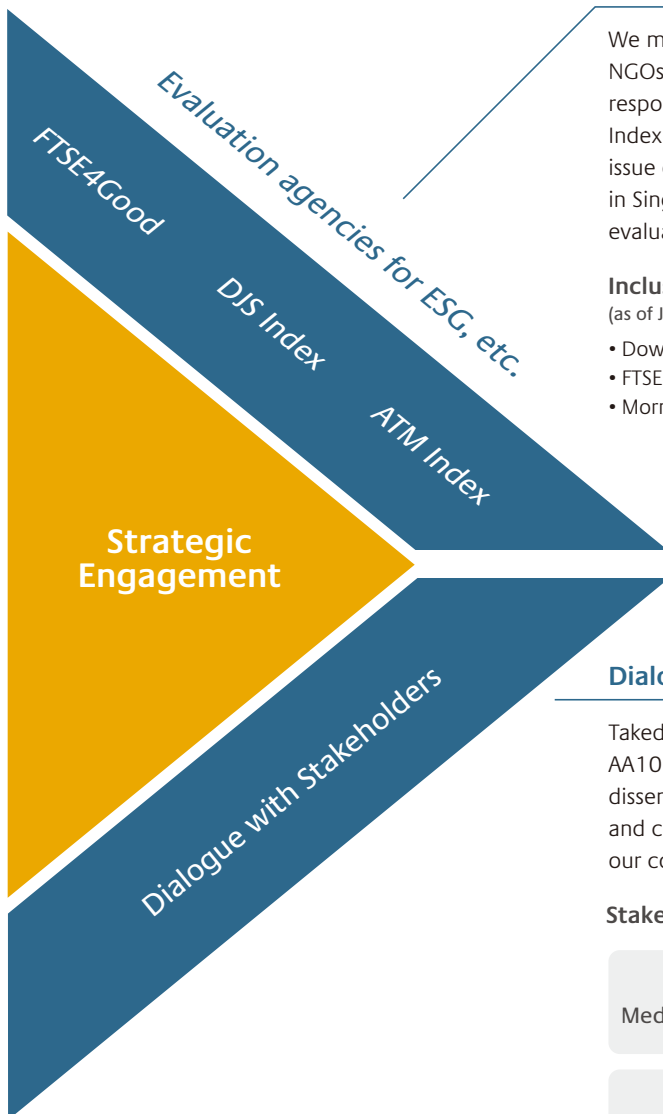 Evaluation agencies for ESG, etc.
FTSE4Good
DJS Index
ATM Index
Strategic
Engagement
Dialogue with Stakeholders
We m
NGOs
respo
Index
issue
in Sing
evalua
Inclus
(as of J
• Dow
• FTSE
• Morn
Dialo
Taked
AA10
disser
and c
our co
Stake
Med